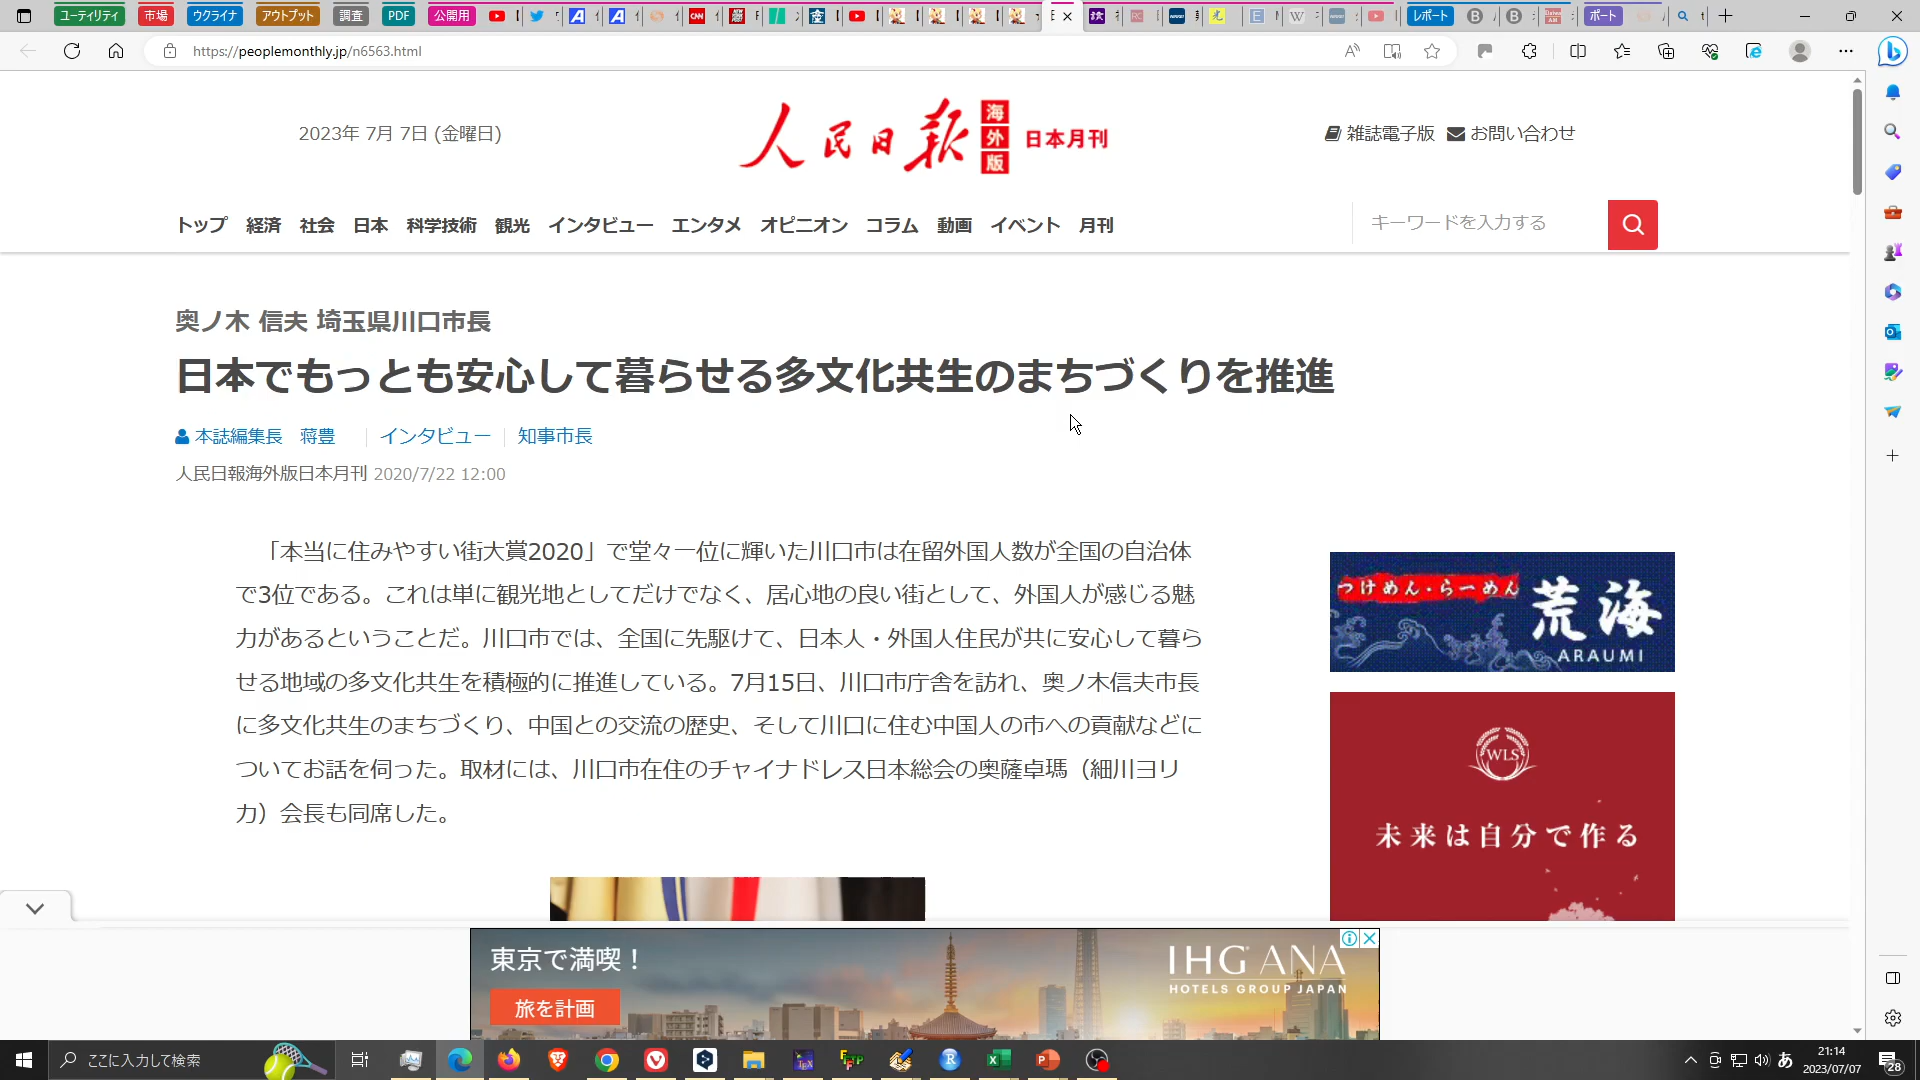 ユーティリティ 市場 ウクライナ アウトプット 調査 PDF 公開用 レポート ポート
https://peoplemonthly.jp/n6563.html
2023年 7月 7日 (金曜日)
人民日报 海外版 日本月刊
雑誌電子版 お問い合わせ
トップ 経済 社会 日本 科学技術 観光 インタビュー エンタメ オピニオン コラム 動画 イベント 月刊
キーワードを入力する
奥ノ木 信夫 埼玉県川口市長
日本でもっとも安心して暮らせる多文化共生のまちづくりを推進
本誌編集長 蒋豊 インタビュー 知事市長
人民日報海外版日本月刊 2020/7/22 12:00
「本当に住みやすい街大賞2020」で堂々一位に輝いた川口市は在留外国人数が全国の自治体
で3位である。これは単に観光地としてだけでなく、居心地の良い街として、外国人が感じる魅
力があるということだ。川口市では、全国に先駆けて、日本人・外国人住民が共に安心して暮ら
せる地域の多文化共生を積極的に推進している。7月15日、川口市庁舎を訪れ、奥ノ木信夫市長
に多文化共生のまちづくり、中国との交流の歴史、そして川口に住む中国人の市への貢献などに
ついてお話を伺った。取材には、川口市在住のチャイナドレス日本総会の奥薩卓瑪（細川ヨリ
カ）会長も同席した。
つけめん・らーめん
荒海
ARAUMI
WLS
未来は自分で作る
東京で満喫！
旅を計画
IHG ANA
HOTELS GROUP JAPAN
ここに入力して検索
あ
21:14
2023/07/07
28